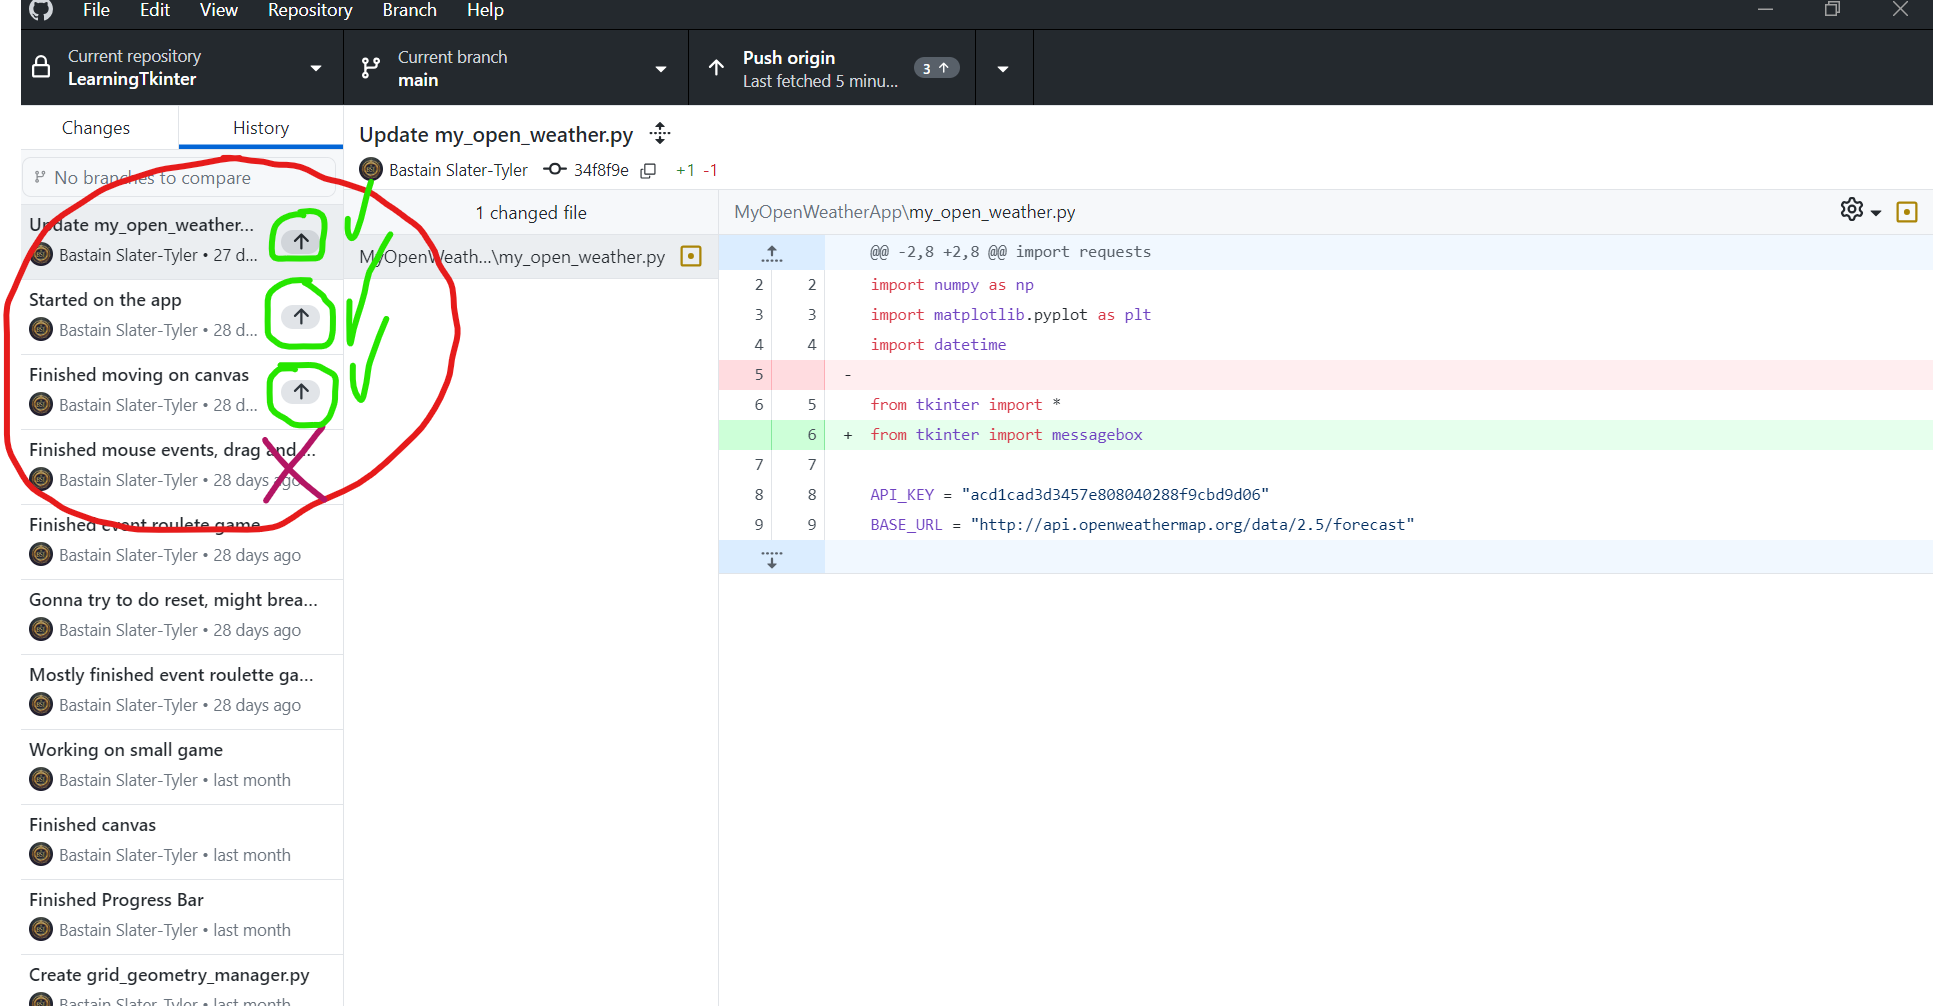 File Edit View Repository Branch Help
Current repository
LearningTkinter
Current branch
main
Push origin
Last fetched 5 minu...
3
Changes
History
No branches to compare
Update my_open_weather...
Bastain Slater-Tyler • 27 d...
Started on the app
Bastain Slater-Tyler • 28 d...
Finished moving on canvas
Bastain Slater-Tyler • 28 d...
Finished mouse events, drag and ...
Bastain Slater-Tyler • 28 days ago
Finished event roulete game
Bastain Slater-Tyler • 28 days ago
Gonna try to do reset, might brea...
Bastain Slater-Tyler • 28 days ago
Mostly finished event roulette ga...
Bastain Slater-Tyler • 28 days ago
Working on small game
Bastain Slater-Tyler • last month
Finished canvas
Bastain Slater-Tyler • last month
Finished Progress Bar
Bastain Slater-Tyler • last month
Create grid_geometry_manager.py
Bastain Slater-Tyler • last month
Update my_open_weather.py
Bastain Slater-Tyler 34f8f9e +1 -1
1 changed file
MyOpenWeath...\my_open_weather.py
MyOpenWeatherApp\my_open_weather.py
@@ -2,8 +2,8 @@ import requests
2 2 import numpy as np
3 3 import matplotlib.pyplot as plt
4 4 import datetime
5 -
6 5 from tkinter import *
6 + from tkinter import messagebox
7 7
8 8 API_KEY = "acd1cad3d3457e808040288f9cbd9d06"
9 9 BASE_URL = "http://api.openweathermap.org/data/2.5/forecast"